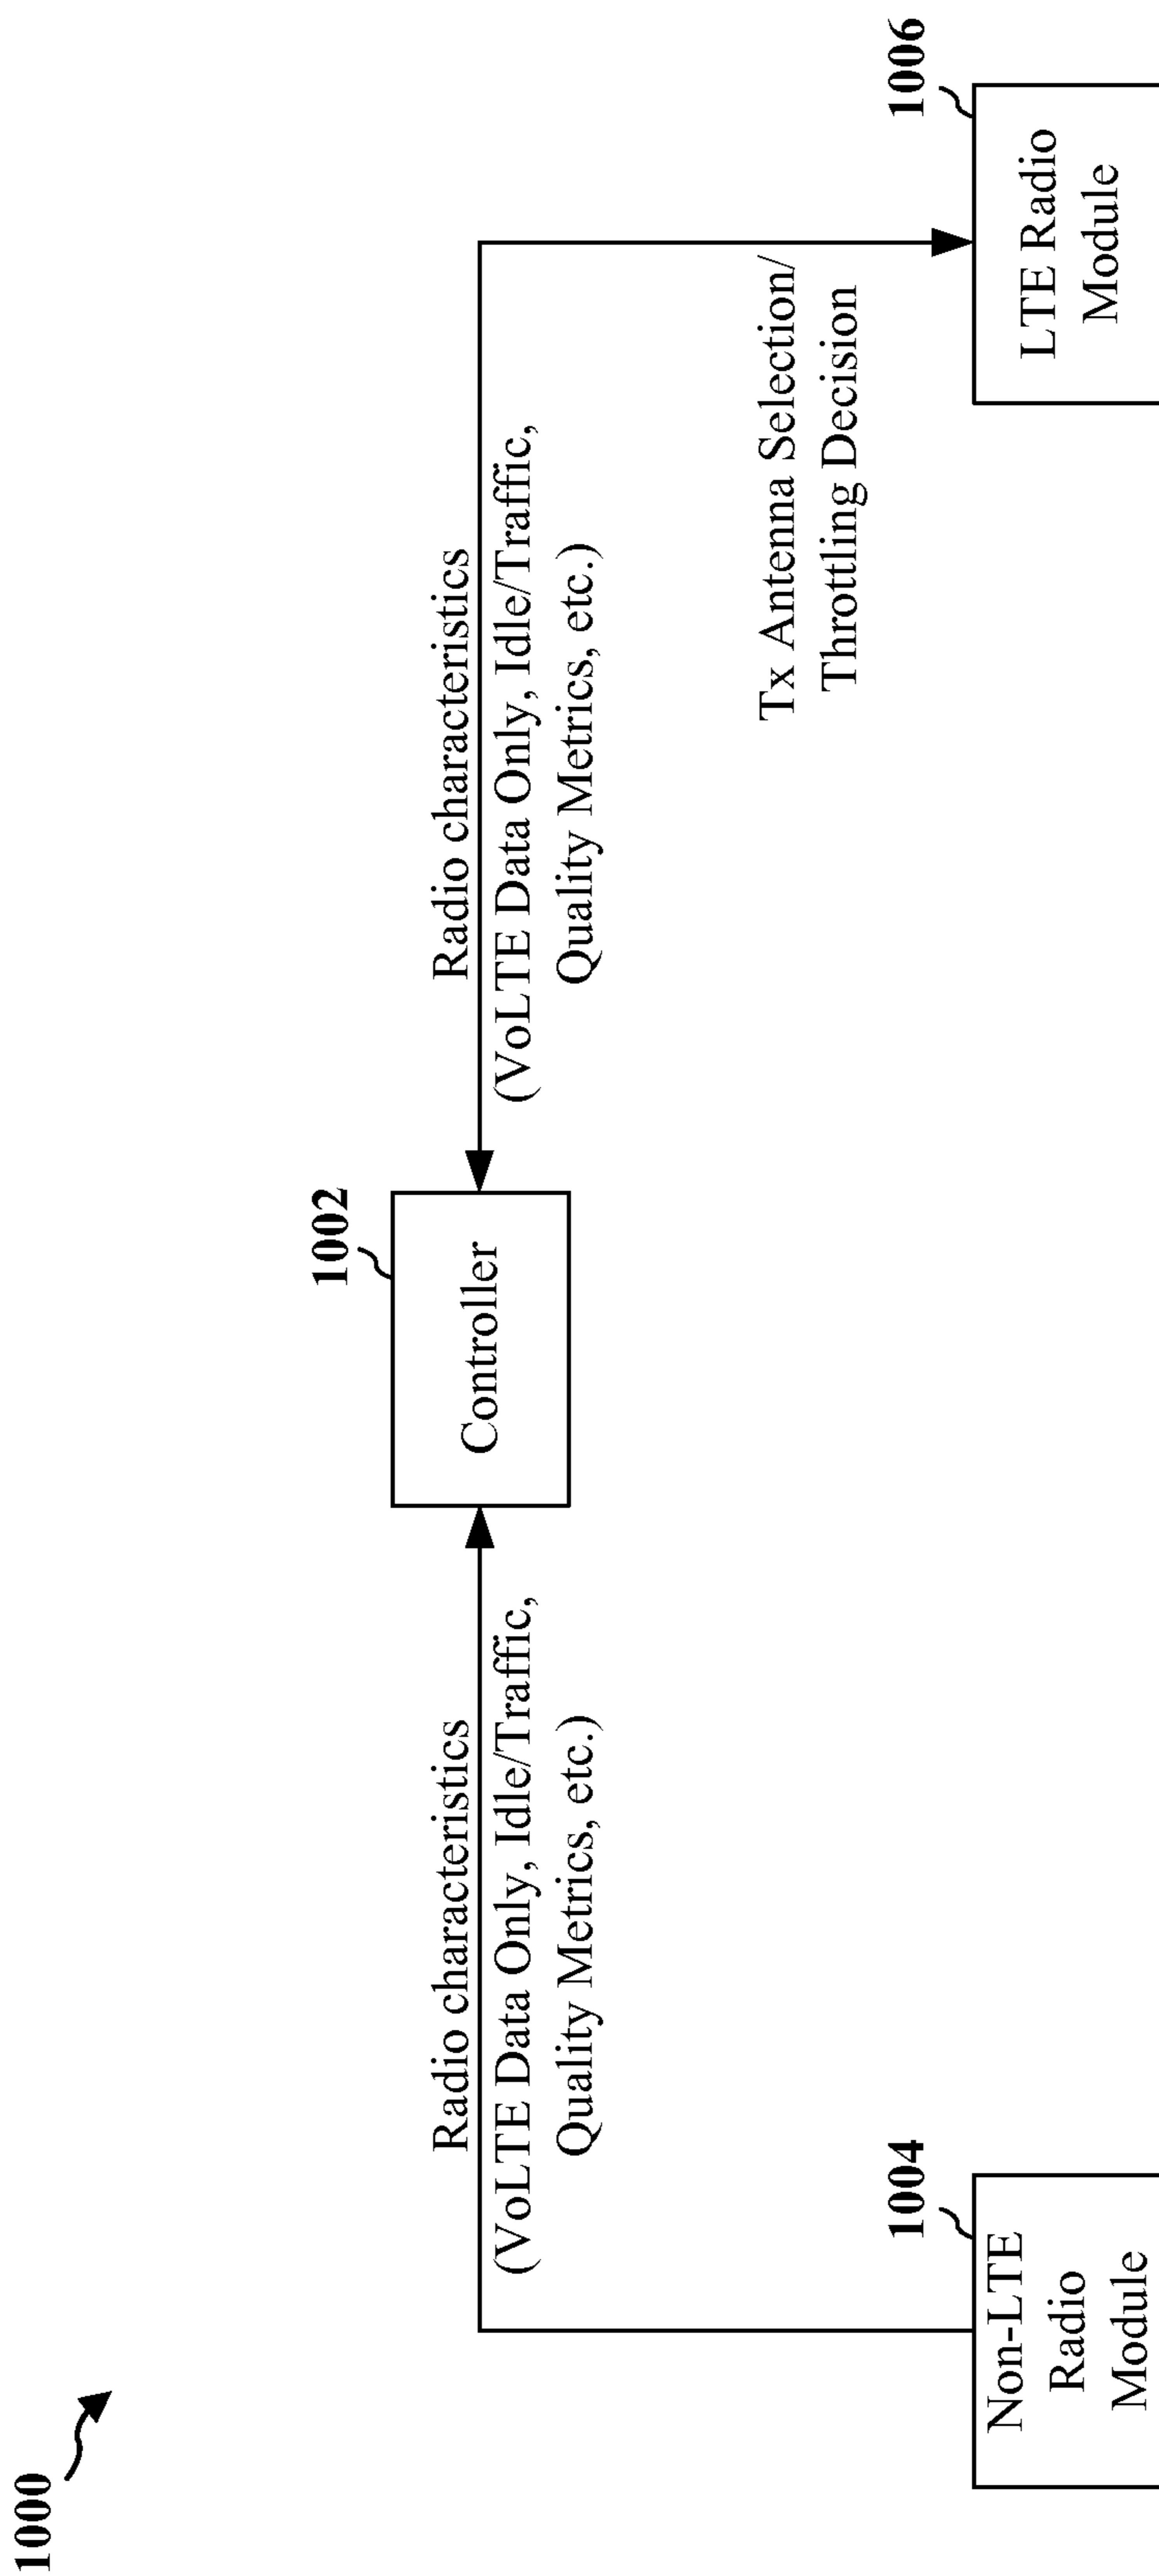 1000
1002
Controller
Radio characteristics
(VoLTE Data Only, Idle/Traffic,
Quality Metrics, etc.)
Radio characteristics
(VoLTE Data Only, Idle/Traffic,
Quality Metrics, etc.)
Tx Antenna Selection/
Throttling Decision
1004
Non-LTE
Radio
Module
1006
LTE Radio
Module